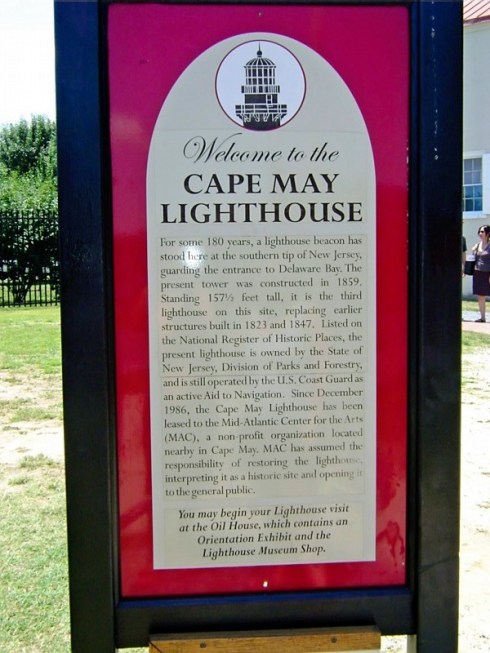 Welcome to the
CAPE MAY
LIGHTHOUSE
For some 180 years, a lighthouse beacon has
stood here at the southern tip of New Jersey,
guarding the entrance to Delaware Bay. The
present tower was constructed in 1859.
Standing 157½ feet tall, it is the third
lighthouse on this site, replacing earlier
structures built in 1823 and 1847. Listed on
the National Register of Historic Places, the
present lighthouse is owned by the State of
New Jersey, Division of Parks and Forestry,
and is still operated by the U.S. Coast Guard as
an active Aid to Navigation. Since December
1986, the Cape May Lighthouse has been
leased to the Mid-Atlantic Center for the Arts
(MAC), a non-profit organization located
nearby in Cape May. MAC has assumed the
responsibility of restoring the lighthouse,
interpreting it as a historic site and opening it
to the general public.
You may begin your Lighthouse visit
at the Oil House, which contains an
Orientation Exhibit and the
Lighthouse Museum Shop.